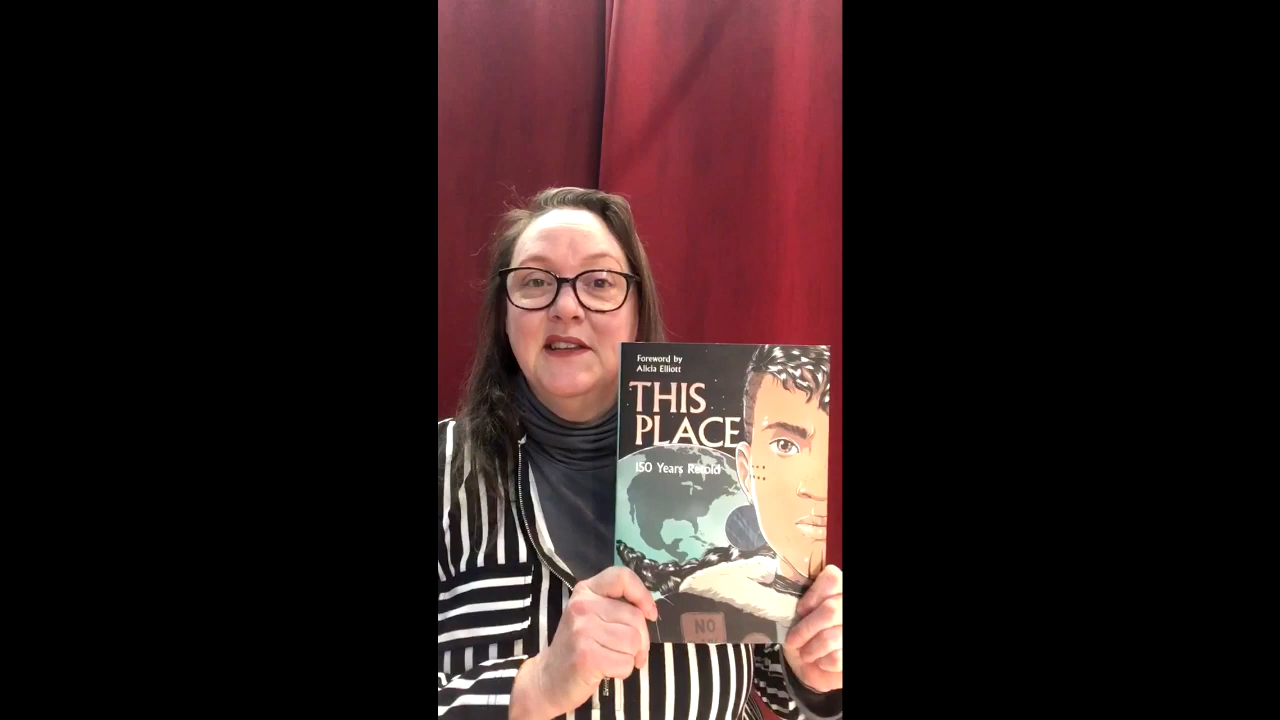 Foreword by
Alicia Elliott
THIS
PLACE
150 Years Retold
NO